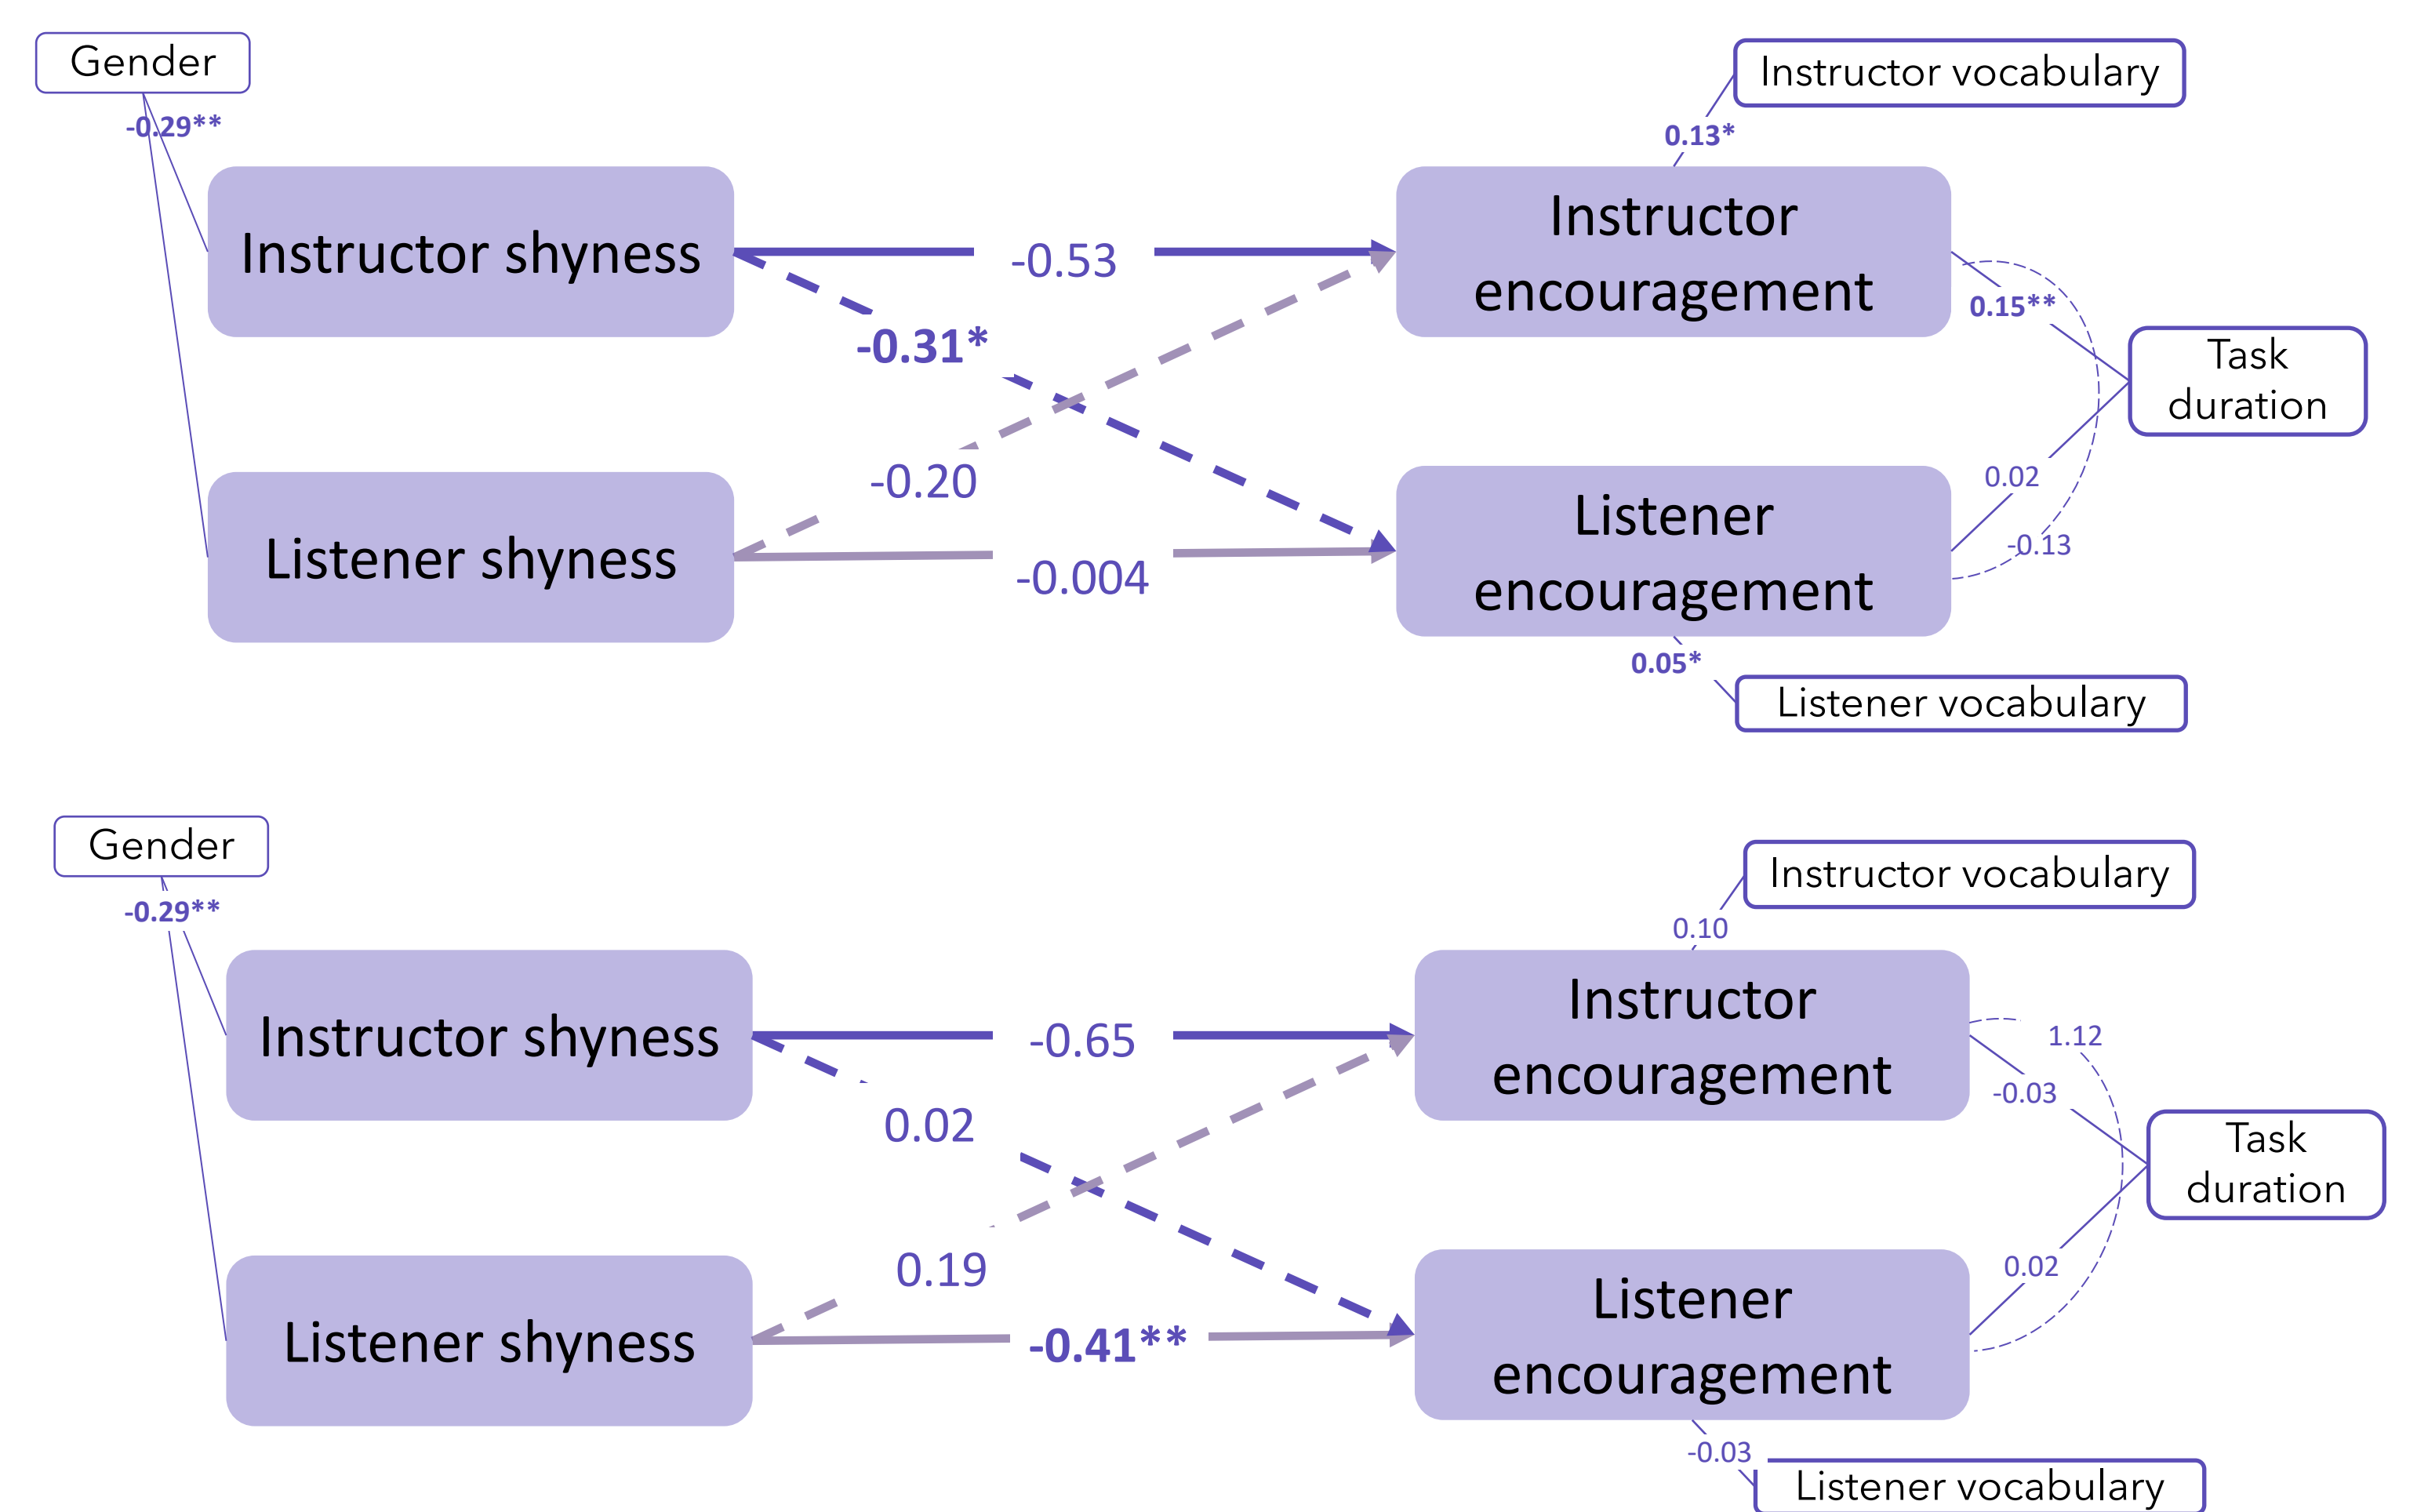 Gender
Instructor vocabulary
-0.29**
0.13*
Instructor shyness
-0.53
Instructor
encouragement
0.15**
-0.31*
Task
duration
-0.20
0.02
Listener shyness
-0.004
Listener
encouragement
-0.13
0.05*
Listener vocabulary
Gender
Instructor vocabulary
-0.29**
0.10
Instructor shyness
-0.65
Instructor
encouragement
1.12
-0.03
0.02
Task
duration
0.19
0.02
Listener shyness
-0.41**
Listener
encouragement
-0.03
Listener vocabulary